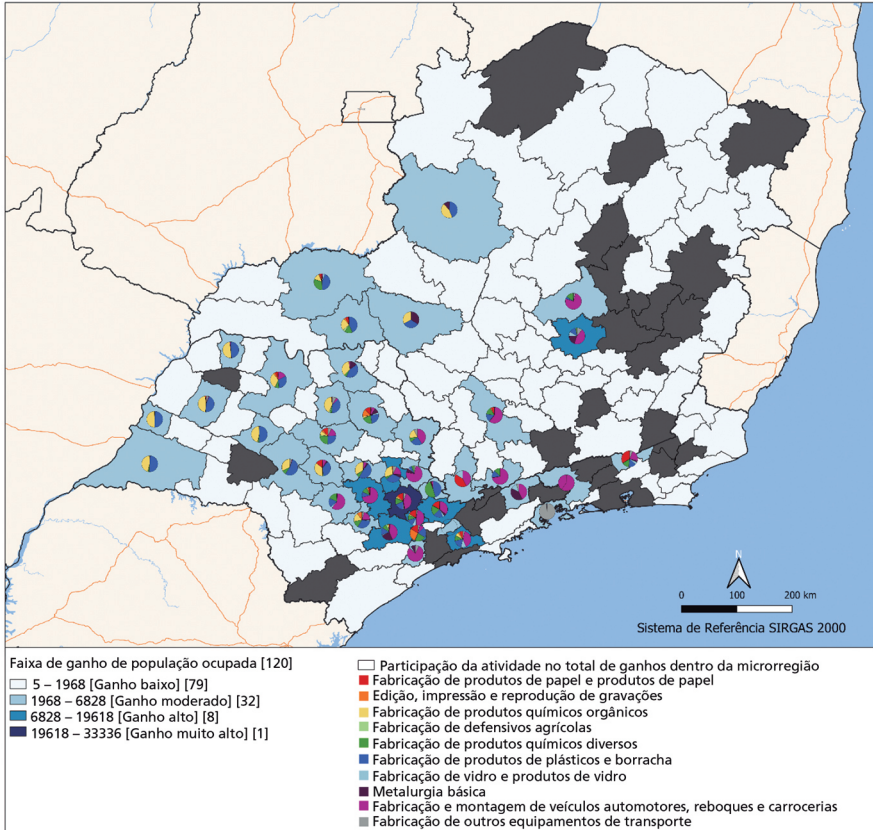 N
0 100 200 km
Sistema de Referência SIRGAS 2000
Faixa de ganho de população ocupada [120]
5 – 1968 [Ganho baixo] [79]
1968 – 6828 [Ganho moderado] [32]
6828 – 19618 [Ganho alto] [8]
19618 – 33336 [Ganho muito alto] [1]
Participação da atividade no total de ganhos dentro da microrregião
Fabricação de produtos de papel e produtos de papel
Edição, impressão e reprodução de gravações
Fabricação de produtos químicos orgânicos
Fabricação de defensivos agrícolas
Fabricação de produtos químicos diversos
Fabricação de produtos de plásticos e borracha
Fabricação de vidro e produtos de vidro
Metalurgia básica
Fabricação e montagem de veículos automotores, reboques e carrocerias
Fabricação de outros equipamentos de transporte